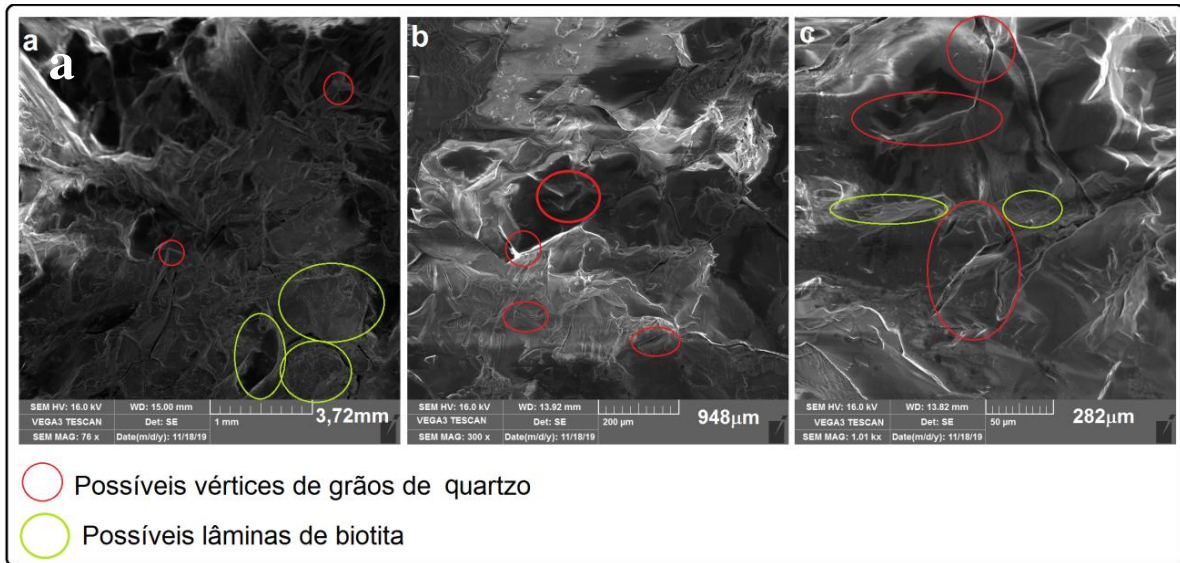 a
a
SEM HV: 16.0 kV WD: 15.00 mm
VEGA3 TESCAN Det: SE 1 mm 3,72mm
SEM MAG: 76 x Date(m/d/y): 11/18/19
b
SEM HV: 16.0 kV WD: 13.92 mm
VEGA3 TESCAN Det: SE 200 µm 948µm
SEM MAG: 300 x Date(m/d/y): 11/18/19
c
SEM HV: 16.0 kV WD: 13.82 mm
VEGA3 TESCAN Det: SE 50 µm 282µm
SEM MAG: 1.01 kx Date(m/d/y): 11/18/19
Possíveis vértices de grãos de quartzo
Possíveis lâminas de biotita